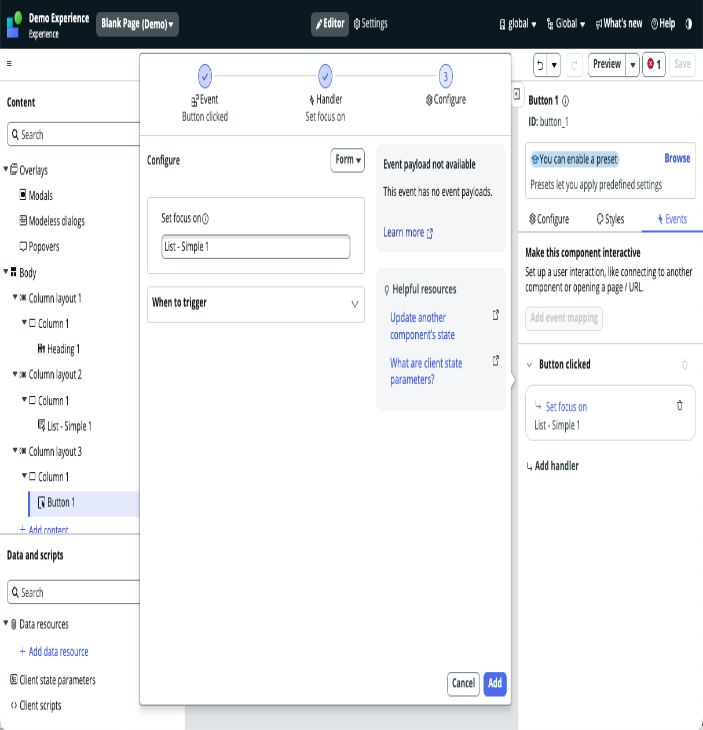 Demo Experience
Experience
Blank Page (Demo)
Editor
Settings
global
Global
What's new
Help
Preview
1
Save
Content
Search
Overlays
Modals
Modeless dialogs
Popovers
Body
Column layout 1
Column 1
Heading 1
Column layout 2
Column 1
List - Simple 1
Column layout 3
Column 1
Button 1
+ Add content
Data and scripts
Search
Data resources
+ Add data resource
Client state parameters
Client scripts
Event
Button clicked
Handler
Set focus on
3
Configure
Configure
Form
Set focus on
List - Simple 1
When to trigger
Event payload not available
This event has no event payloads.
Learn more
Helpful resources
Update another
component's state
What are client state
parameters?
Cancel
Add
Button 1
ID: button_1
You can enable a preset
Browse
Presets let you apply predefined settings
Configure
Styles
Events
Make this component interactive
Set up a user interaction, like connecting to another
component or opening a page / URL.
Add event mapping
Button clicked
Set focus on
List - Simple 1
Add handler